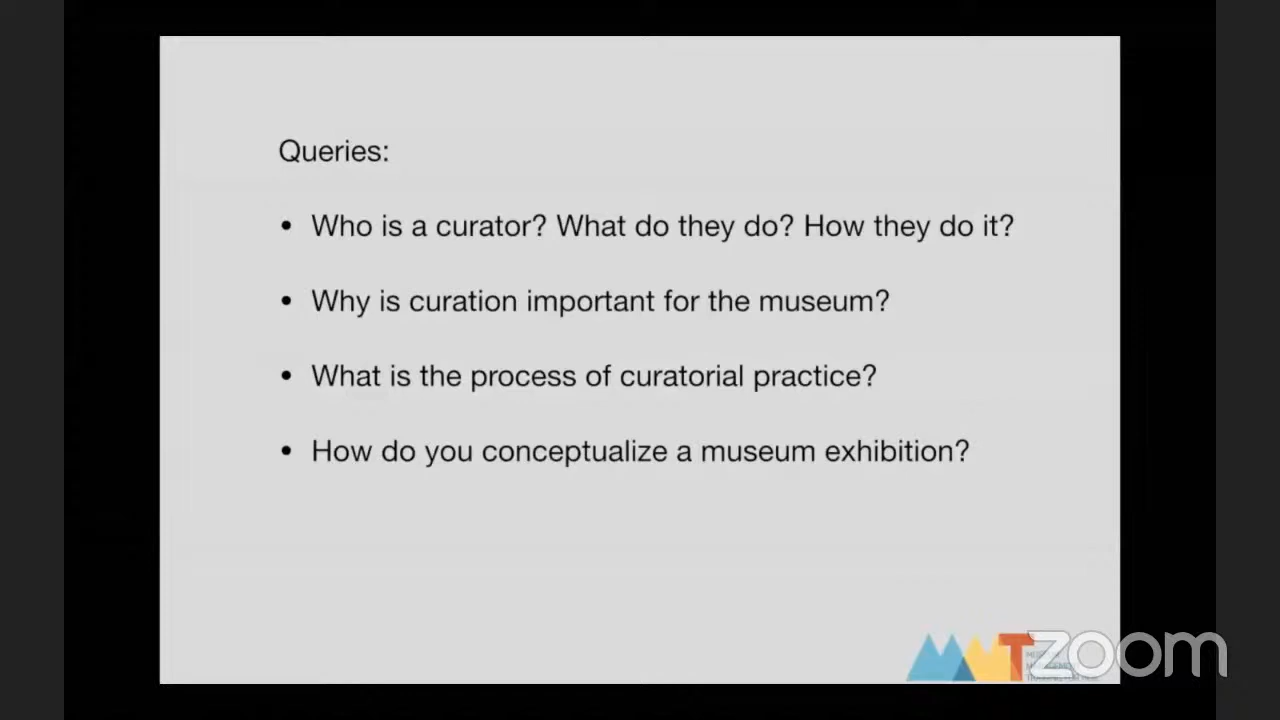 Queries:
• Who is a curator? What do they do? How they do it?
• Why is curation important for the museum?
• What is the process of curatorial practice?
• How do you conceptualize a museum exhibition?
MMT
zoom